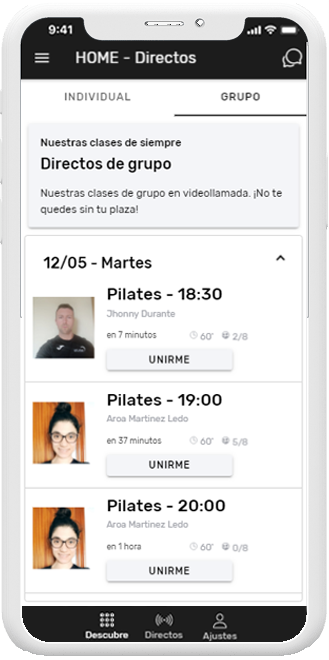 9:41
HOME - Directos
INDIVIDUAL
GRUPO
Nuestras clases de siempre
Directos de grupo
Nuestras clases de grupo en videollamada. ¡No te
quedes sin tu plaza!
12/05 - Martes
Pilates - 18:30
Jhonny Durante
en 7 minutos 60' 2/8
UNIRME
Pilates - 19:00
Aroa Martinez Ledo
en 37 minutos 60' 5/8
UNIRME
Pilates - 20:00
Aroa Martinez Ledo
en 1 hora 60' 0/8
UNIRME
Descubre Directos Ajustes